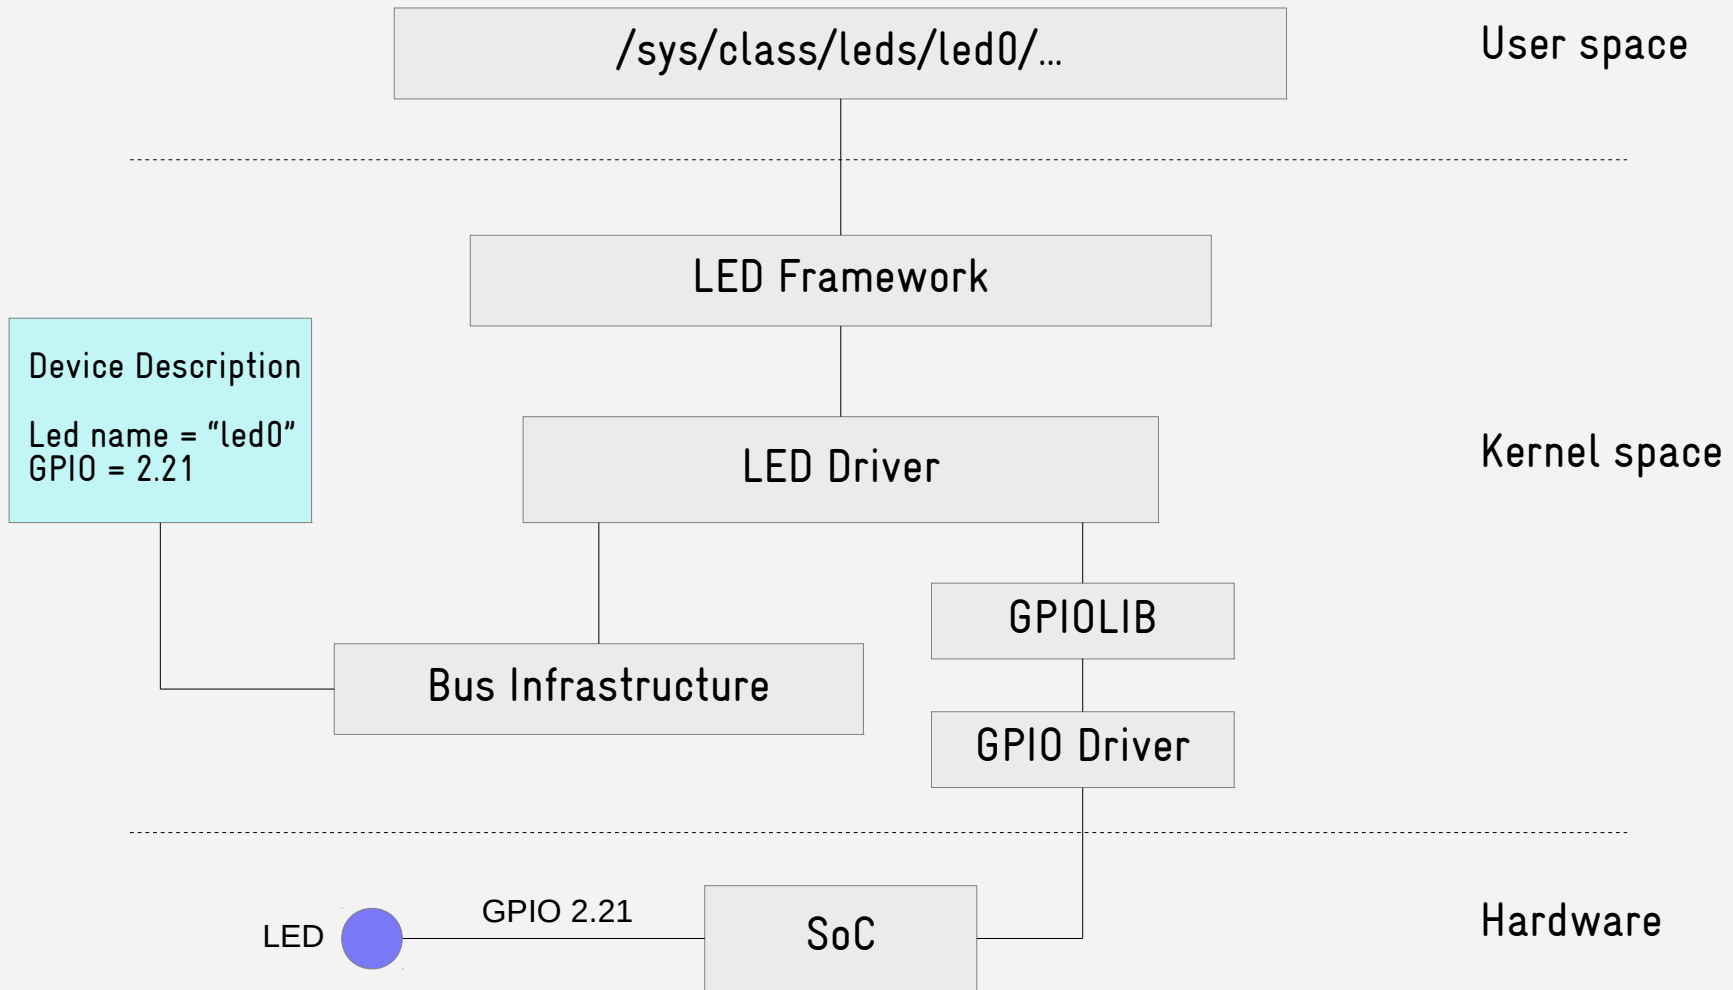 /sys/class/leds/led0/...
User space
LED Framework
Device Description
Led name = “led0”
GPIO = 2.21
LED Driver
Kernel space
GPIOLIB
Bus Infrastructure
GPIO Driver
LED
GPIO 2.21
SoC
Hardware